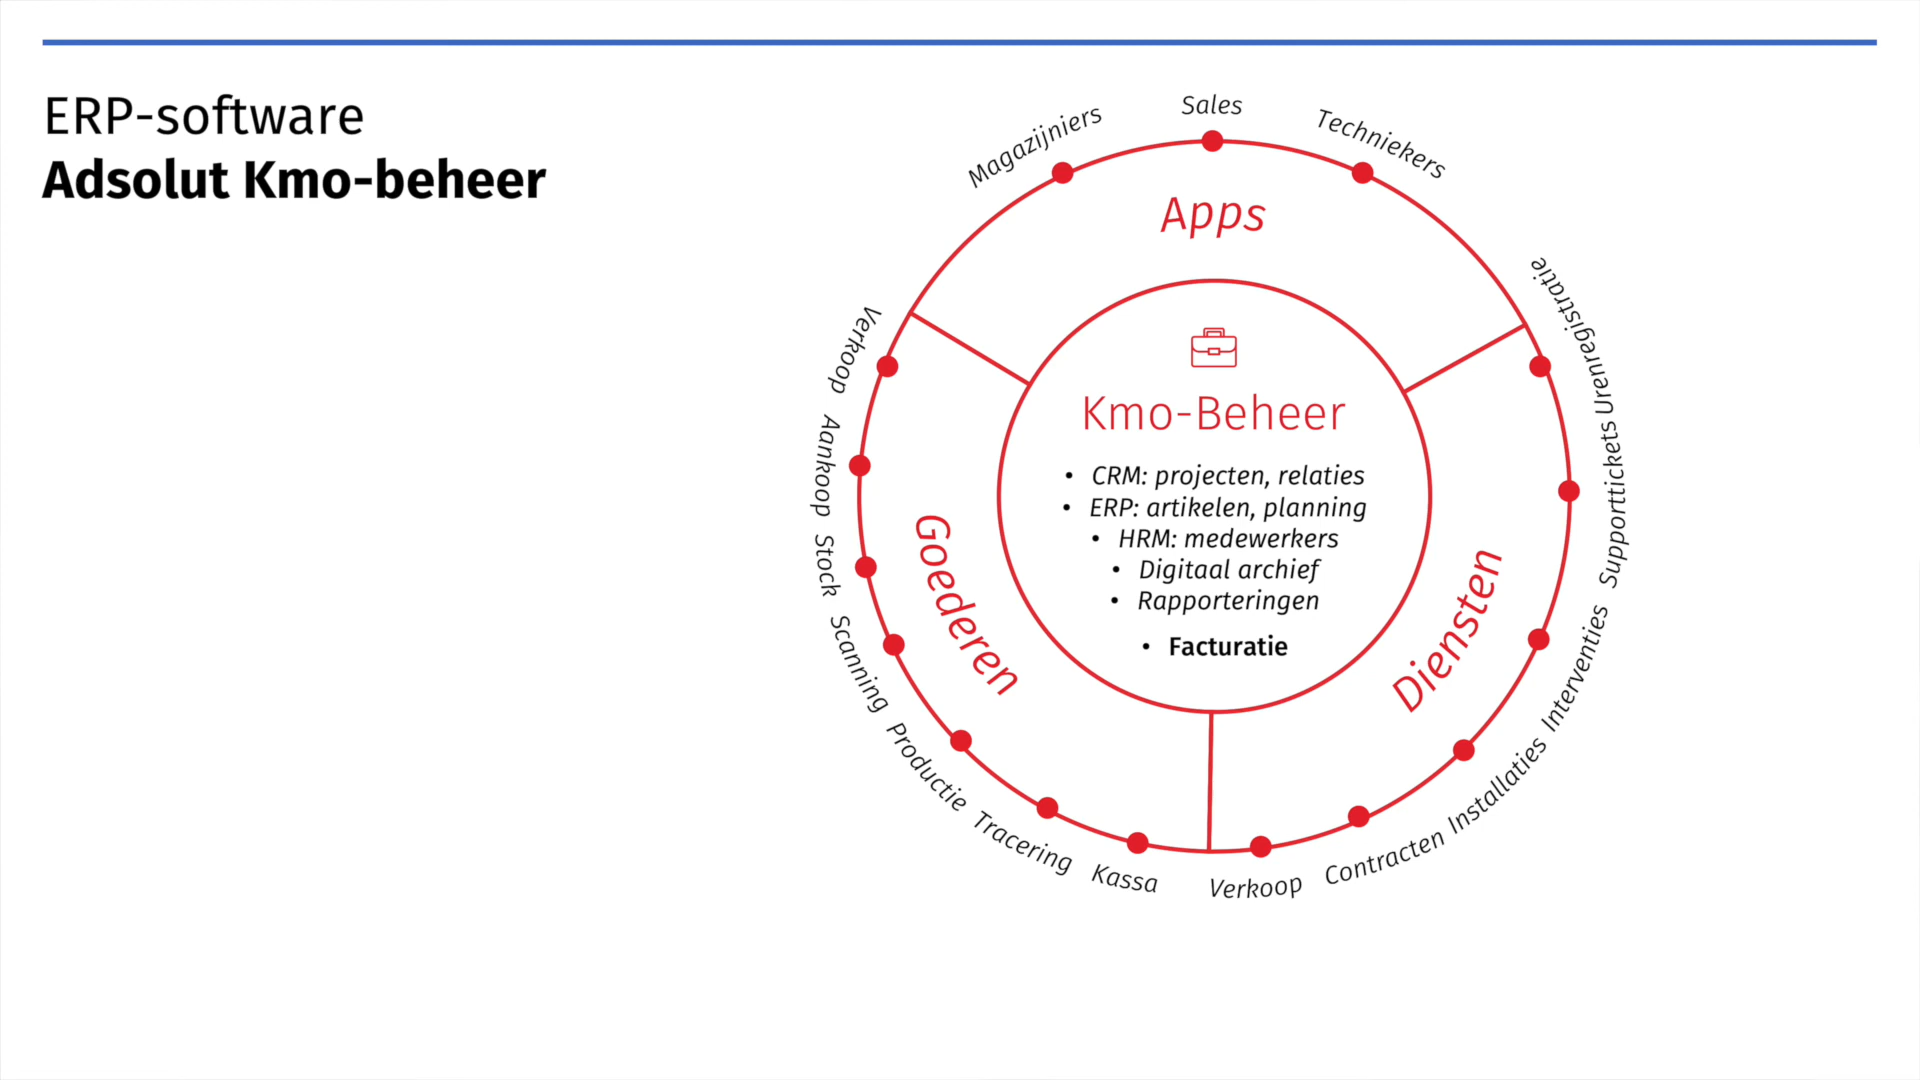 ERP-software
Adsolut Kmo-beheer
Magazijniers
Sales
Techniekers
Apps
Urenregistratie
Supporttickets
Interventies
Installaties
Contracten
Verkoop
Diensten
Verkoop
Aankoop
Stock
Scanning
Productie
Tracering
Kassa
Goederen
Kmo-Beheer
• CRM: projecten, relaties
• ERP: artikelen, planning
• HRM: medewerkers
• Digitaal archief
• Rapporteringen
• Facturatie